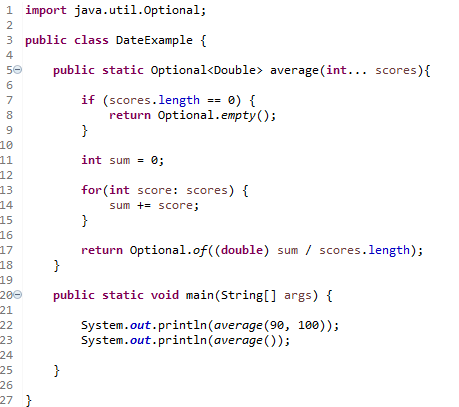 1 import java.util.Optional;
2
3 public class DateExample {
4
5 public static Optional<Double> average(int... scores){
6
7 if (scores.length == 0) {
8 return Optional.empty();
9 }
10
11 int sum = 0;
12
13 for(int score: scores) {
14 sum += score;
15 }
16
17 return Optional.of((double) sum / scores.length);
18 }
19
20 public static void main(String[] args) {
21
22 System.out.println(average(90, 100));
23 System.out.println(average());
24
25 }
26
27 }